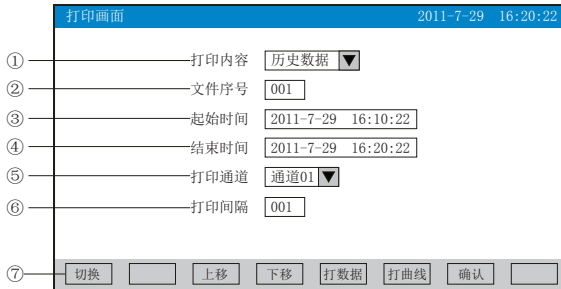 打印画面 2011-7-29 16:20:22
① 打印内容 历史数据
② 文件序号 001
③ 起始时间 2011-7-29 16:10:22
④ 结束时间 2011-7-29 16:20:22
⑤ 打印通道 通道01
⑥ 打印间隔 001
⑦ 切换 上移 下移 打数据 打曲线 确认